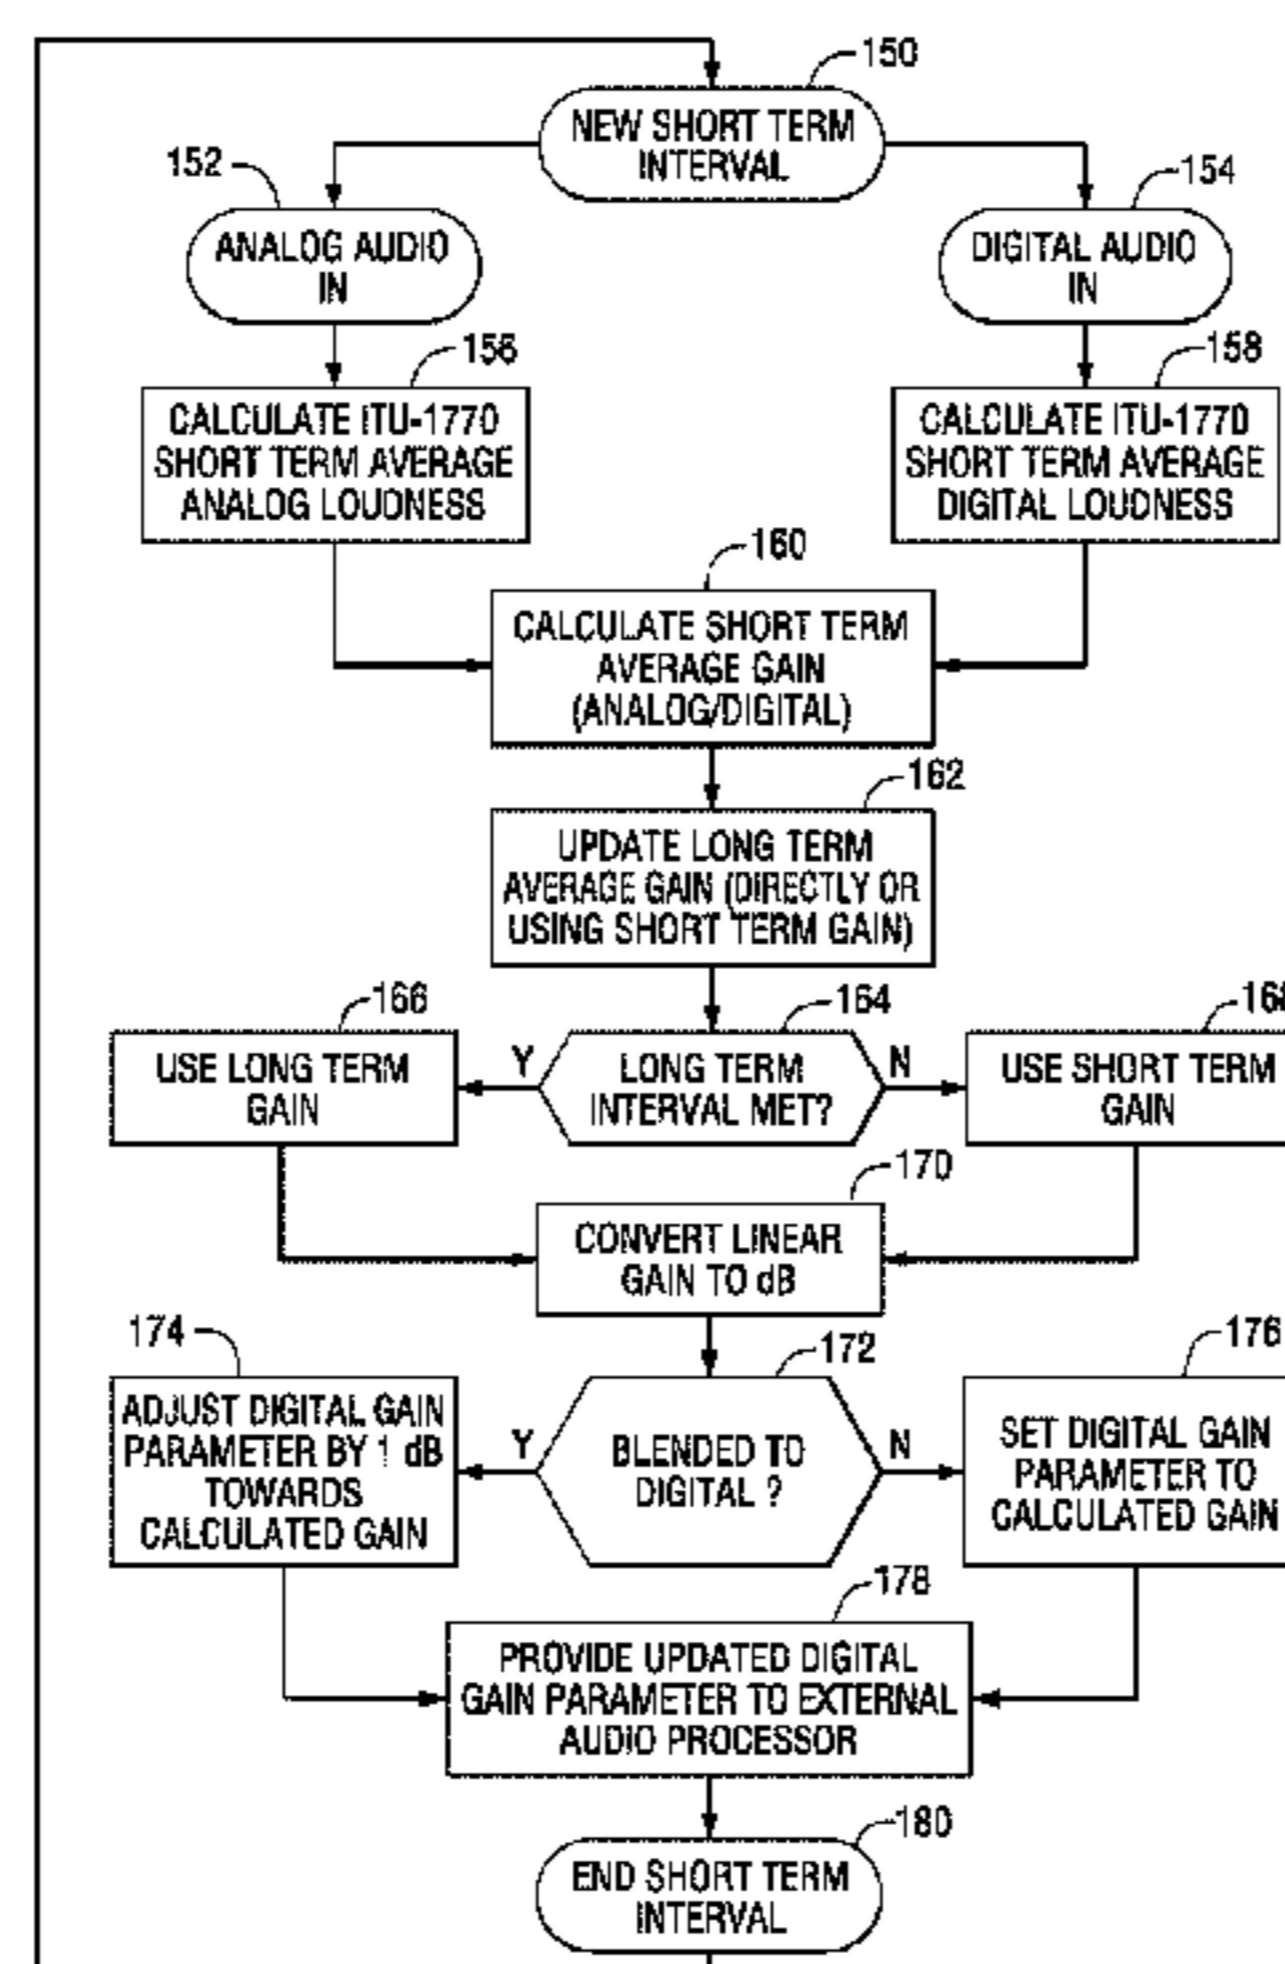 150
NEW SHORT TERM
INTERVAL
152
154
ANALOG AUDIO
IN
DIGITAL AUDIO
IN
156
158
CALCULATE ITU-1770
SHORT TERM AVERAGE
ANALOG LOUDNESS
CALCULATE ITU-1770
SHORT TERM AVERAGE
DIGITAL LOUDNESS
160
CALCULATE SHORT TERM
AVERAGE GAIN
(ANALOG/DIGITAL)
162
UPDATE LONG TERM
AVERAGE GAIN (DIRECTLY OR
USING SHORT TERM GAIN)
166
164
USE LONG TERM
GAIN
Y
LONG TERM
INTERVAL MET?
N
USE SHORT TERM
GAIN
170
CONVERT LINEAR
GAIN TO dB
174
172
176
ADJUST DIGITAL GAIN
PARAMETER BY 1 dB
TOWARDS
CALCULATED GAIN
Y
BLENDED TO
DIGITAL ?
N
SET DIGITAL GAIN
PARAMETER TO
CALCULATED GAIN
178
PROVIDE UPDATED DIGITAL
GAIN PARAMETER TO EXTERNAL
AUDIO PROCESSOR
180
END SHORT TERM
INTERVAL